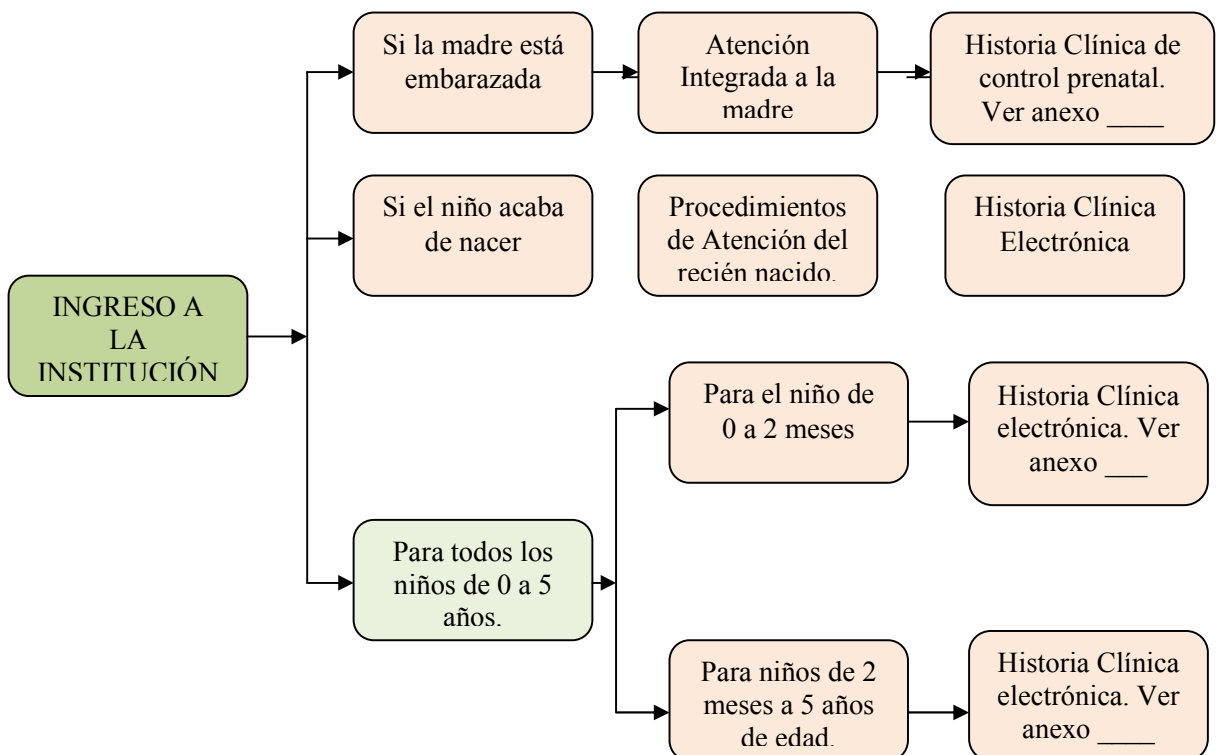 Si la madre está
embarazada
Atención
Integrada a la
madre
Historia Clínica de
control prenatal.
Ver anexo ____
Si el niño acaba
de nacer
Procedimientos
de Atención del
recién nacido.
Historia Clínica
Electrónica
INGRESO A
LA
INSTITUCIÓN
Para todos los
niños de 0 a 5
años.
Para el niño de
0 a 2 meses
Historia Clínica
electrónica. Ver
anexo ___
Para niños de 2
meses a 5 años
de edad.
Historia Clínica
electrónica. Ver
anexo ____